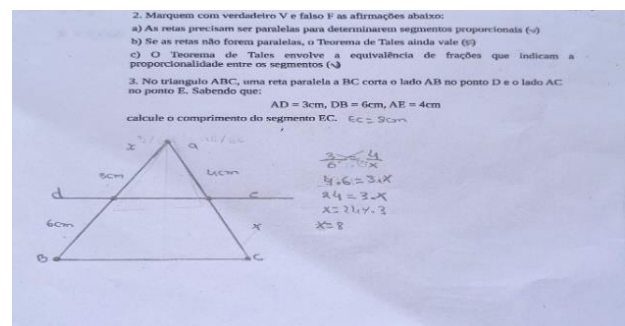 2. Marquem com verdadeiro V e falso F as afirmações abaixo:
a) As retas precisam ser paralelas para determinarem segmentos proporcionais (V)
b) Se as retas não forem paralelas, o Teorema de Tales ainda vale (F)
c) O Teorema de Tales envolve a equivalência de frações que indicam a
proporcionalidade entre os segmentos (V)
3. No triangulo ABC, uma reta paralela a BC corta o lado AB no ponto D e o lado AC
no ponto E. Sabendo que:
AD = 3cm, DB = 6cm, AE = 4cm
calcule o comprimento do segmento EC. EC = 8cm
a
3cm
4cm
d
e
6cm
x
B
C
3 = 4
6 x
4.6 = 3.x
24 = 3.x
x=8